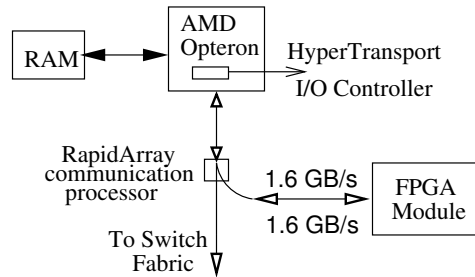 AMD
Opteron
RAM
HyperTransport
I/O Controller
RapidArray
communication
processor
1.6 GB/s
1.6 GB/s
FPGA
Module
To Switch
Fabric